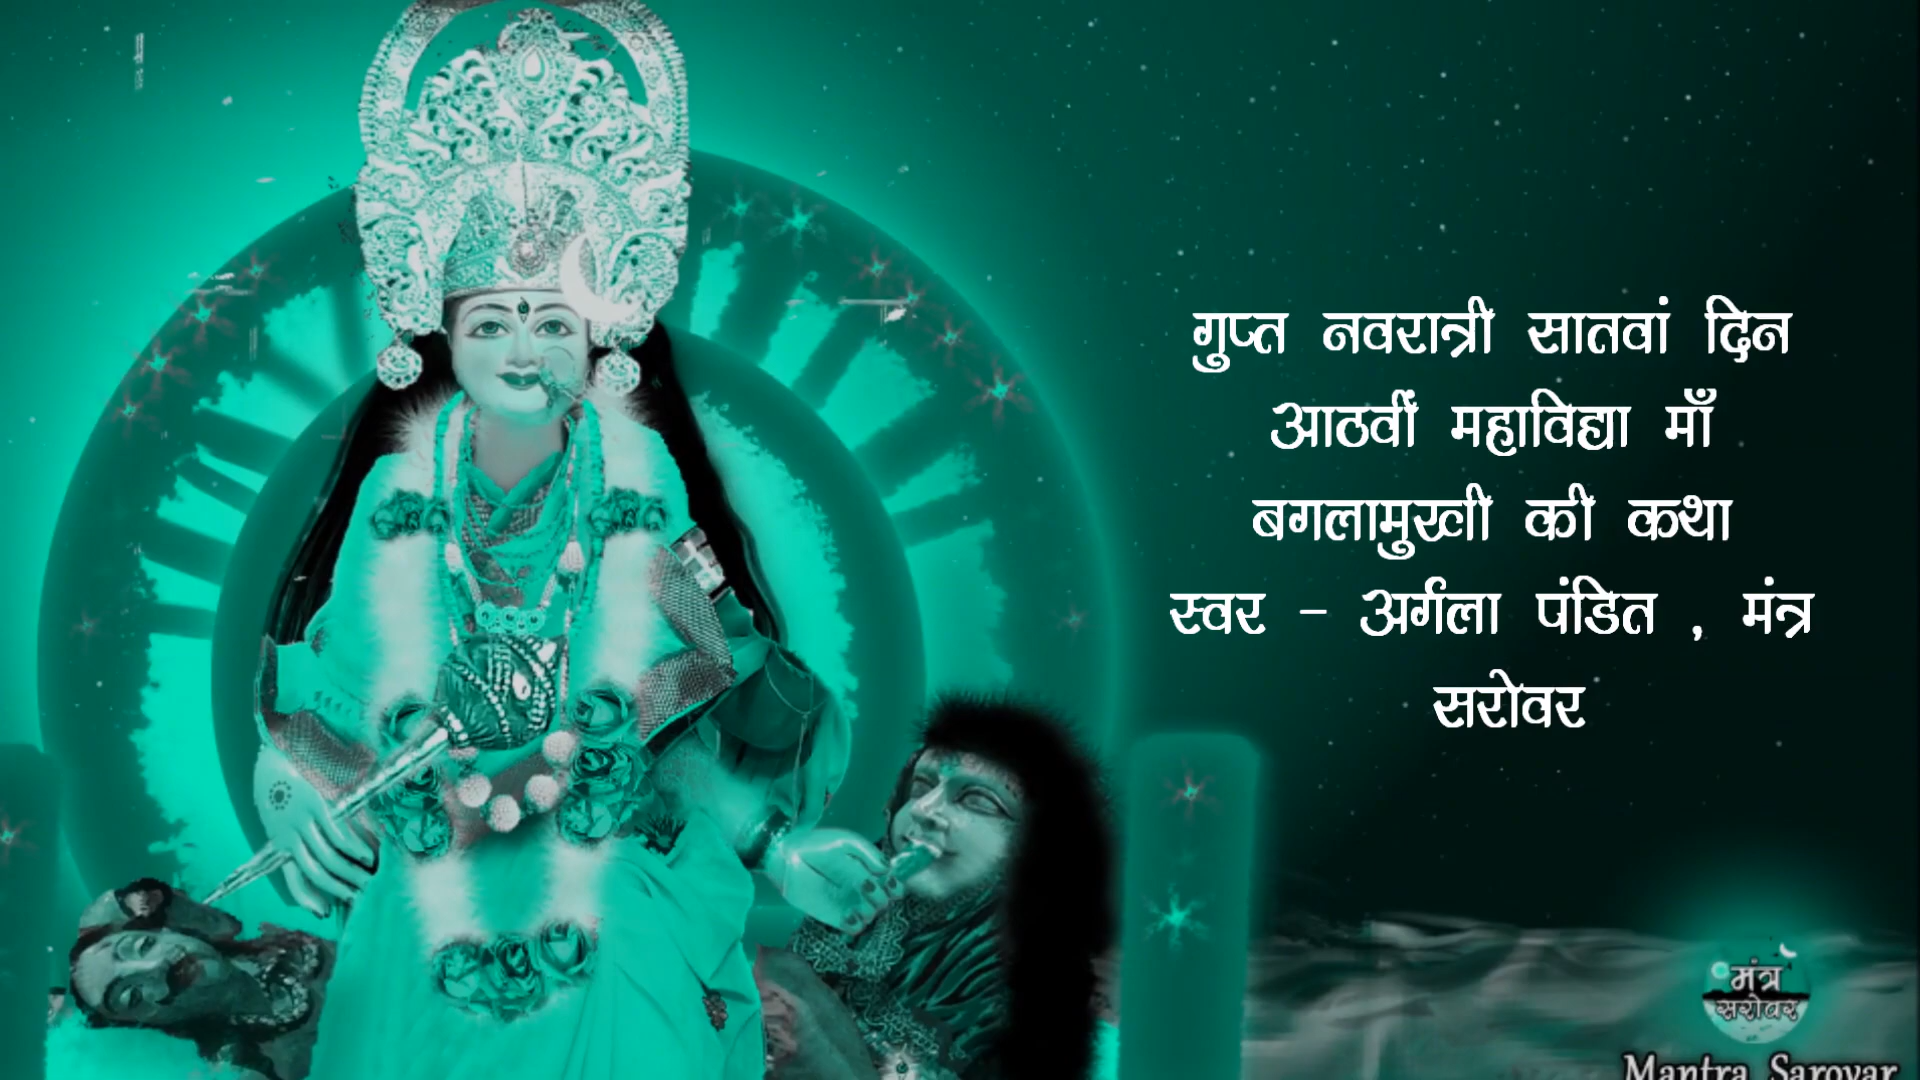 गुप्त नवरात्री सातवां दिन
आठवीं महाविद्या माँ
बगलामुखी की कथा
स्वर - अर्गला पंडित , मंत्र
सरोवर
मंत्र
सरोवर
Mantra Sarovar